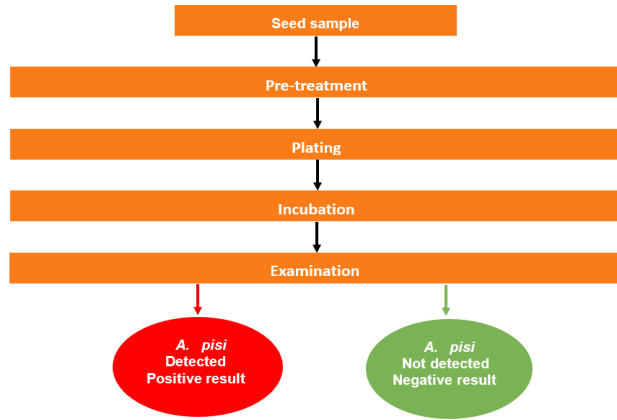 Seed sample
Pre-treatment
Plating
Incubation
Examination
A. pisi
Detected
Positive result
A. pisi
Not detected
Negative result